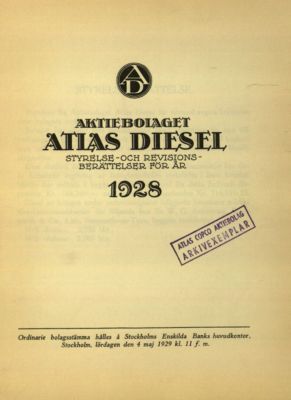 AD
AKTIEBOLAGET
ATLAS DIESEL
STYRELSE-OCH REVISIONS-
BERÄTTELSER FÖR ÅR
1928
ATLAS COPCO AKTIEBOLAG
ARKIVEXEMPLAR
Ordinarie bolagsstämma hålles å Stockholms Enskilda Banks huvudkontor,
Stockholm, lördagen den 4 maj 1929 kl. 11 f. m.